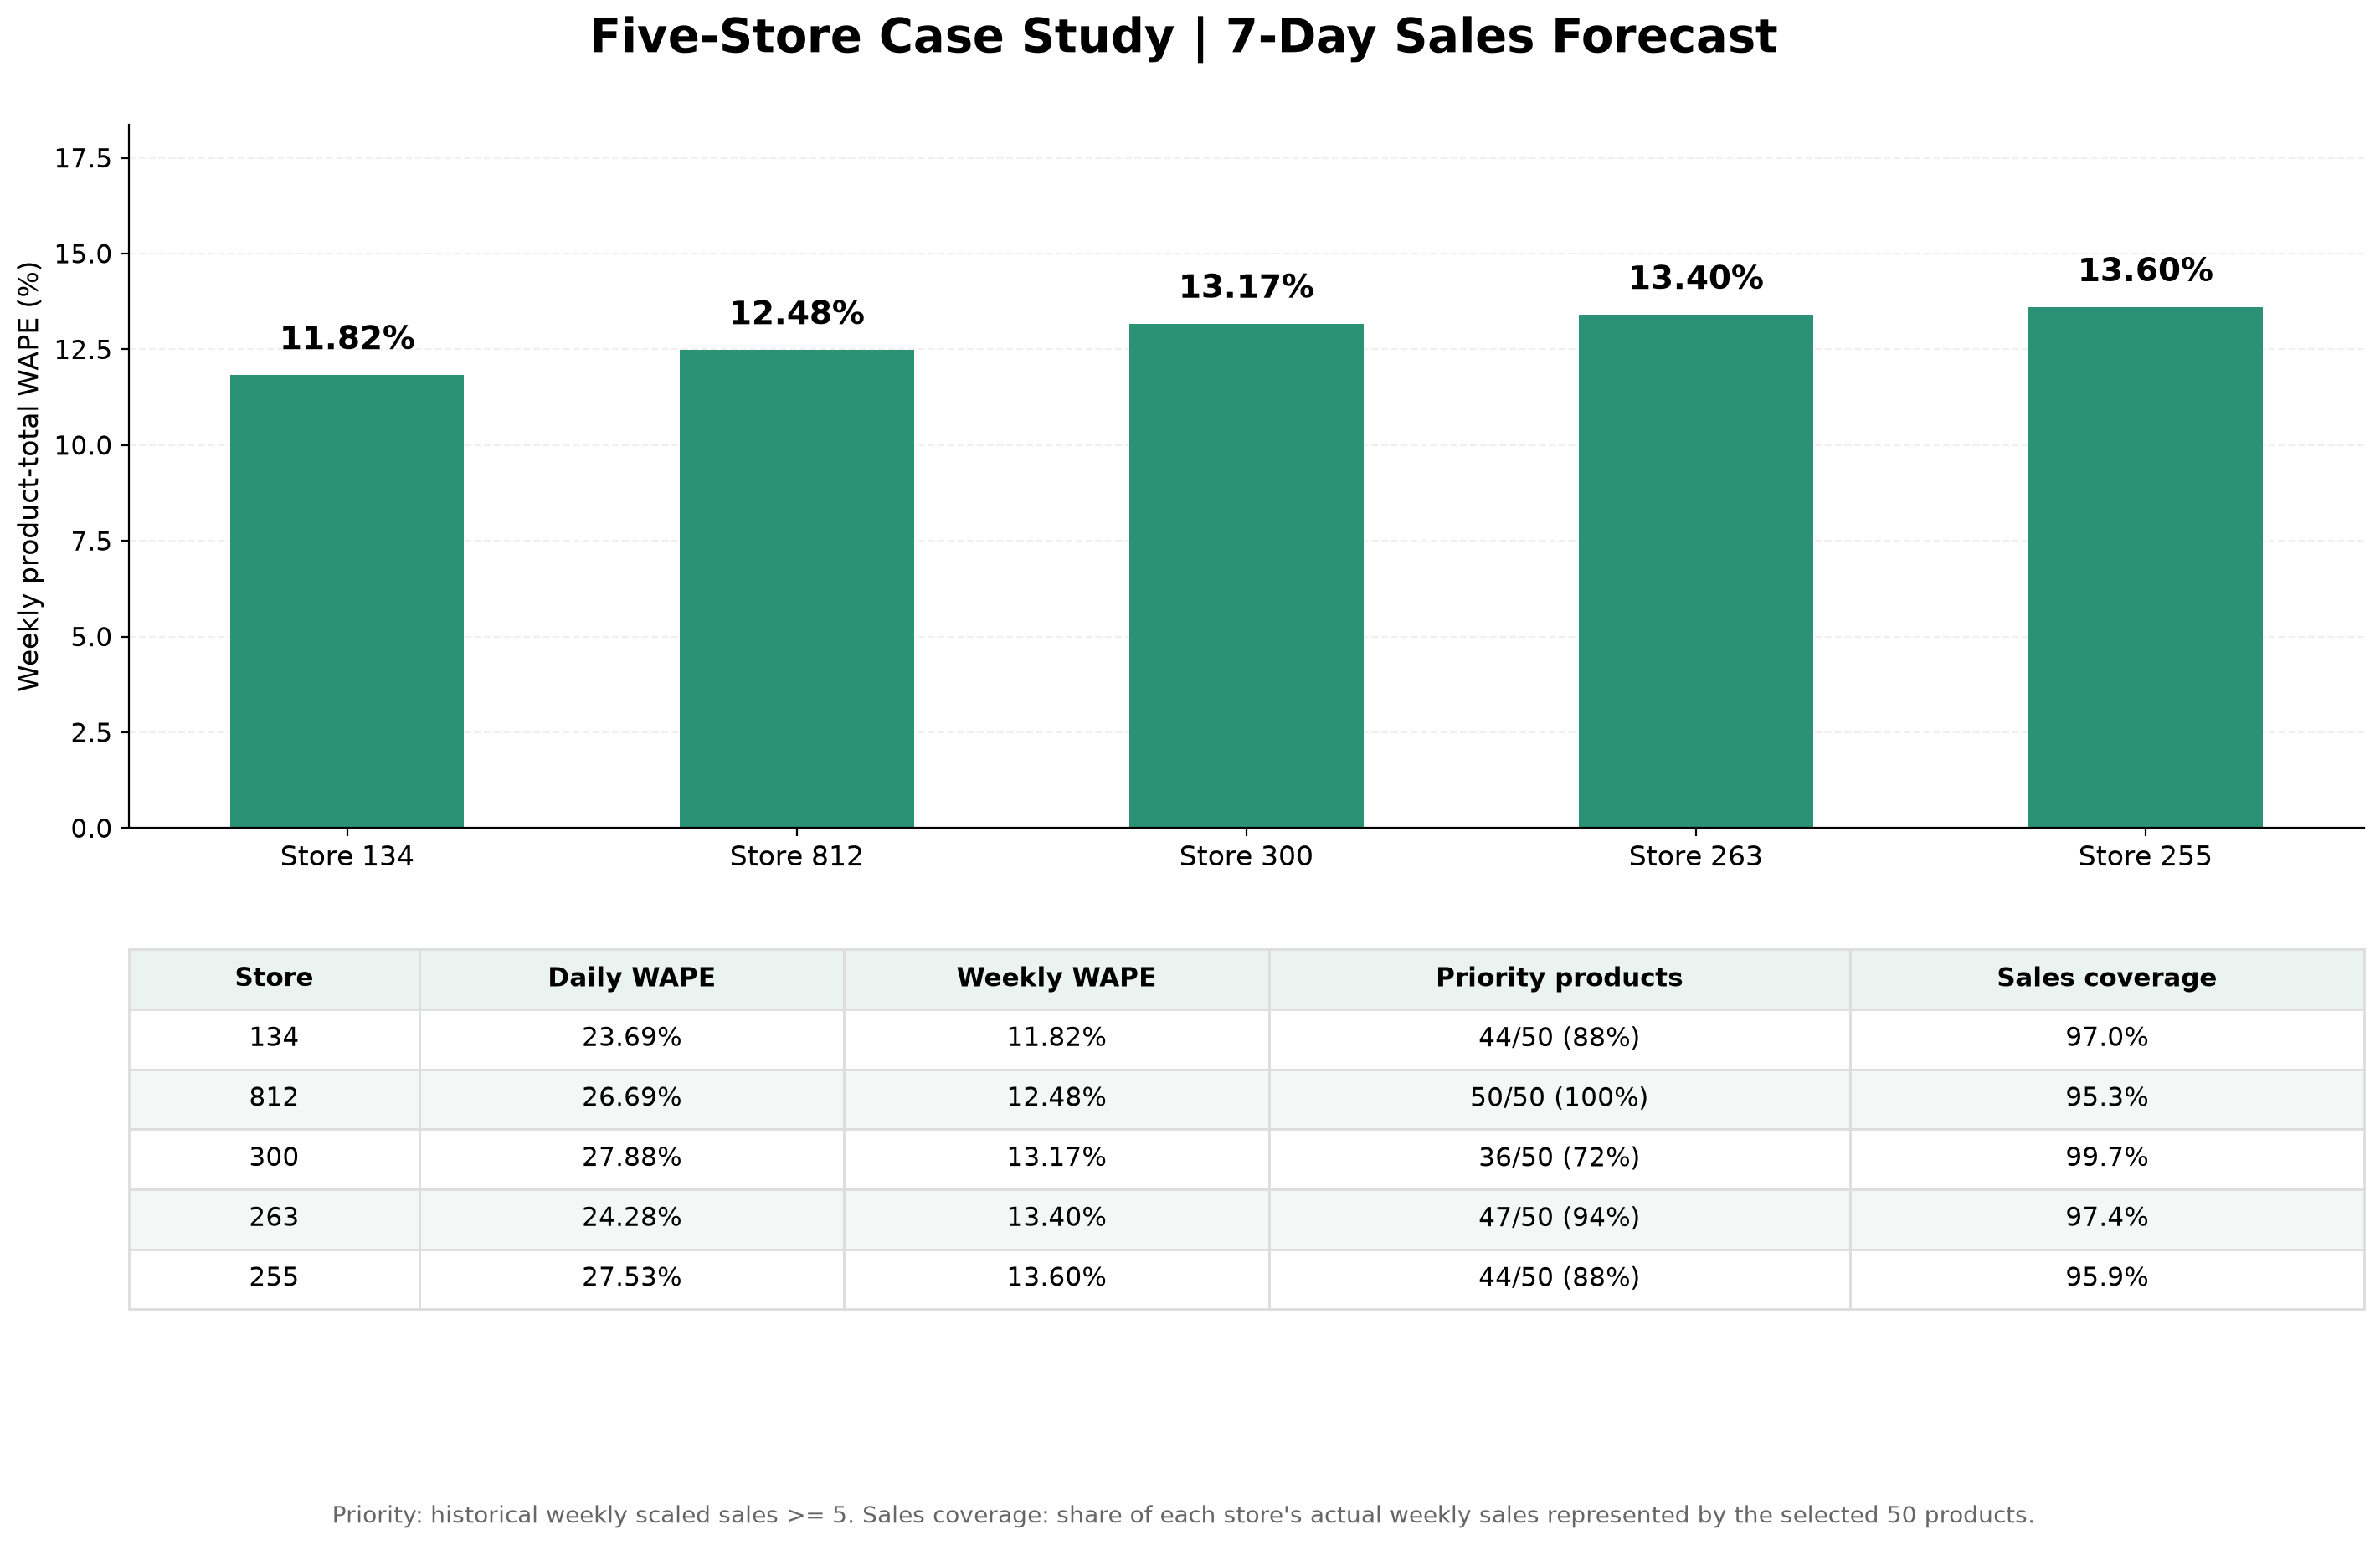 Five-Store Case Study | 7-Day Sales Forecast
Weekly product-total WAPE (%)
17.5
15.0
12.5
10.0
7.5
5.0
2.5
0.0
11.82%
12.48%
13.17%
13.40%
13.60%
Store 134
Store 812
Store 300
Store 263
Store 255
Store Daily WAPE Weekly WAPE Priority products Sales coverage
134 23.69% 11.82% 44/50 (88%) 97.0%
812 26.69% 12.48% 50/50 (100%) 95.3%
300 27.88% 13.17% 36/50 (72%) 99.7%
263 24.28% 13.40% 47/50 (94%) 97.4%
255 27.53% 13.60% 44/50 (88%) 95.9%
Priority: historical weekly scaled sales >= 5. Sales coverage: share of each store's actual weekly sales represented by the selected 50 products.